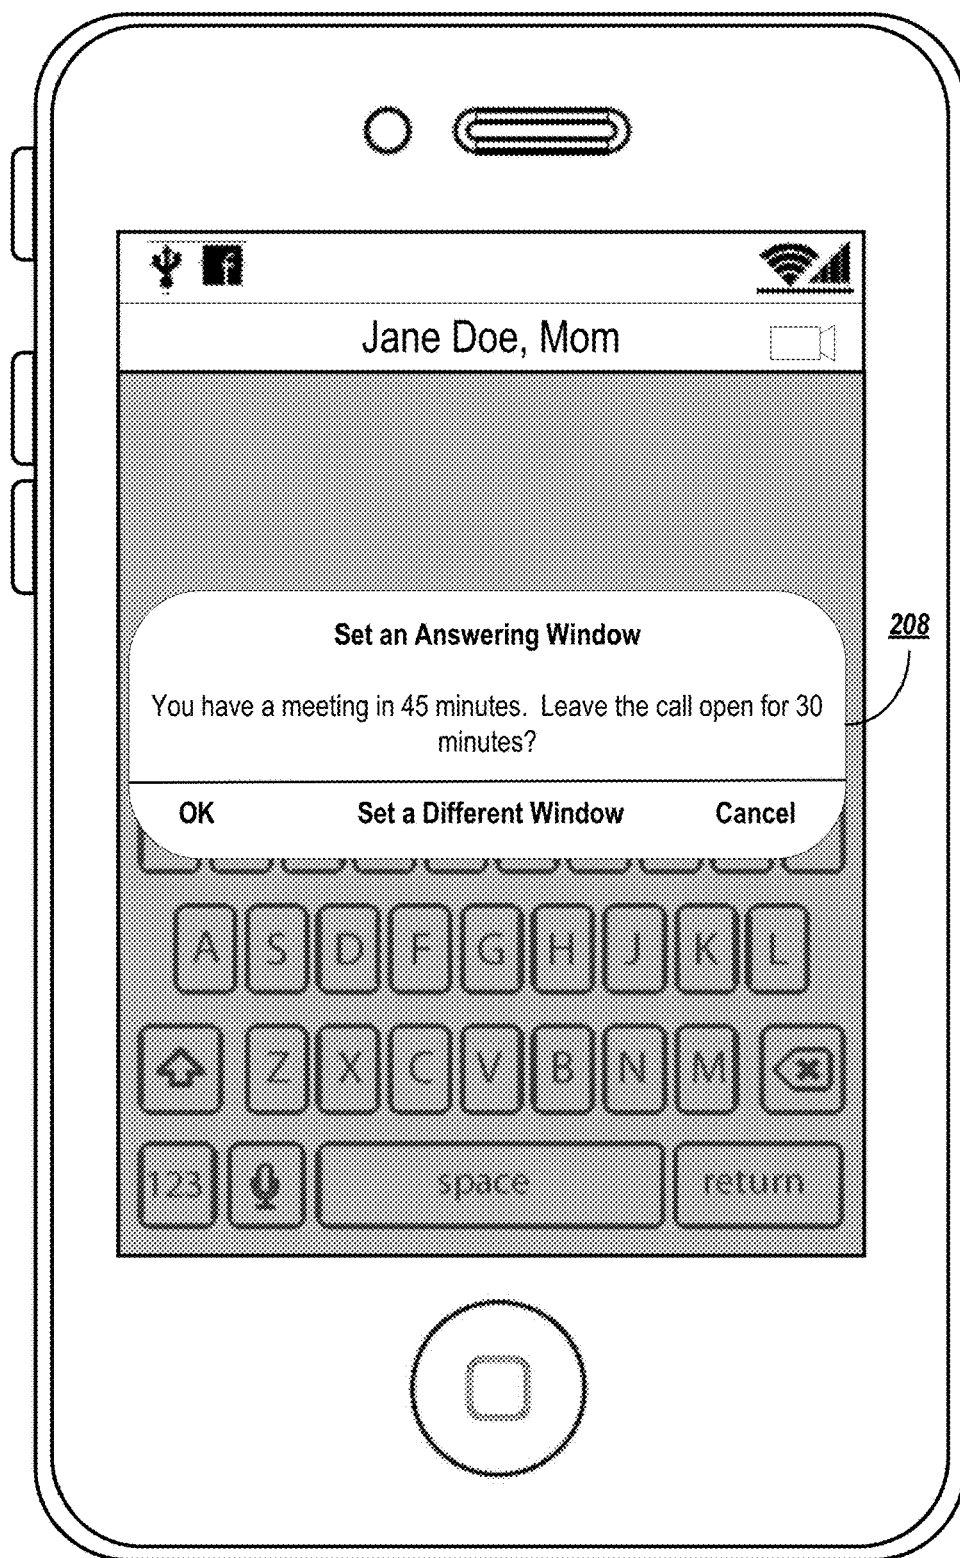 f
Jane Doe, Mom
Set an Answering Window
208
You have a meeting in 45 minutes. Leave the call open for 30
minutes?
OK Set a Different Window Cancel
A S D F G H J K L
Z X C V B N M
123 space return